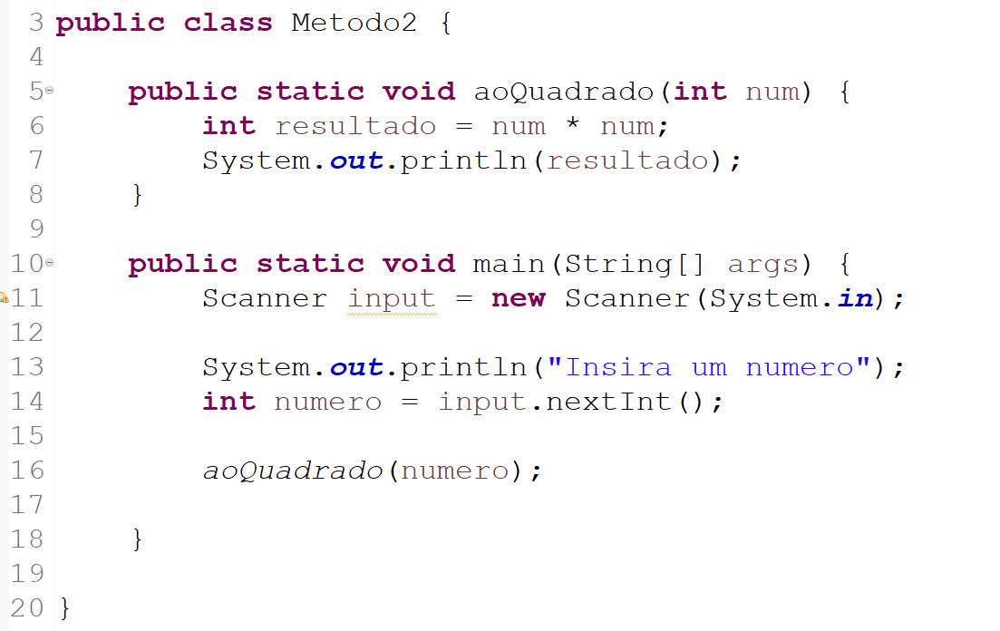 3 public class Metodo2 {
4
5 public static void aoQuadrado(int num) {
6 int resultado = num * num;
7 System.out.println(resultado);
8 }
9
10 public static void main(String[] args) {
11 Scanner input = new Scanner(System.in);
12
13 System.out.println("Insira um numero");
14 int numero = input.nextInt();
15
16 aoQuadrado(numero);
17
18 }
19
20 }